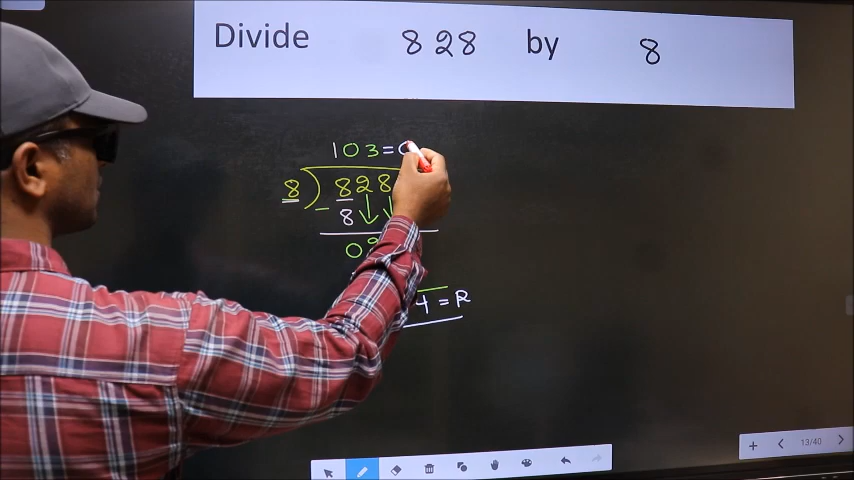 Divide 828 by 8
103 =
8 ) 828
- 8
0
4 = R
13/40